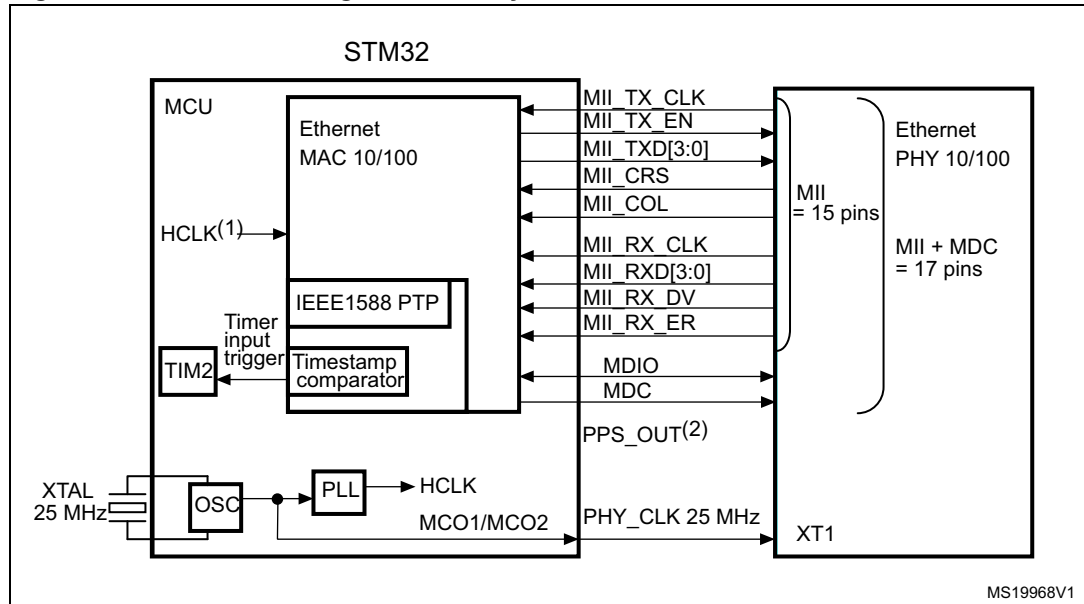 STM32
MCU
Ethernet
MAC 10/100
HCLK(1)
IEEE1588 PTP
Timer
input
trigger
TIM2
Timestamp
comparator
MII_TX_CLK
MII_TX_EN
MII_TXD[3:0]
MII_CRS
MII_COL
MII_RX_CLK
MII_RXD[3:0]
MII_RX_DV
MII_RX_ER
MDIO
MDC
PPS_OUT(2)
MII
= 15 pins
Ethernet
PHY 10/100
MII + MDC
= 17 pins
XTAL
25 MHz
OSC
PLL
HCLK
MCO1/MCO2
PHY_CLK 25 MHz
XT1
MS19968V1